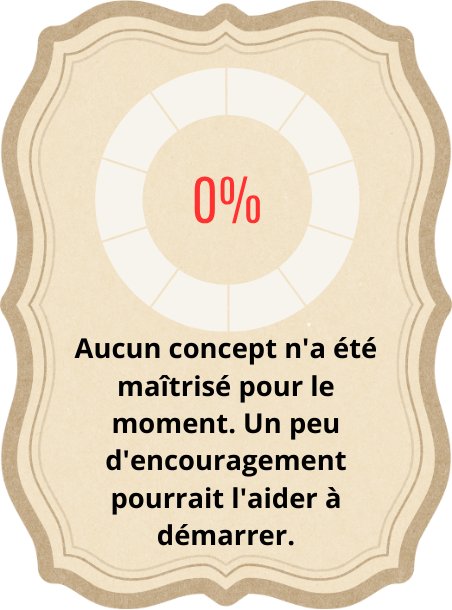 0%
Aucun concept n'a été
maîtrisé pour le
moment. Un peu
d'encouragement
pourrait l'aider à
démarrer.